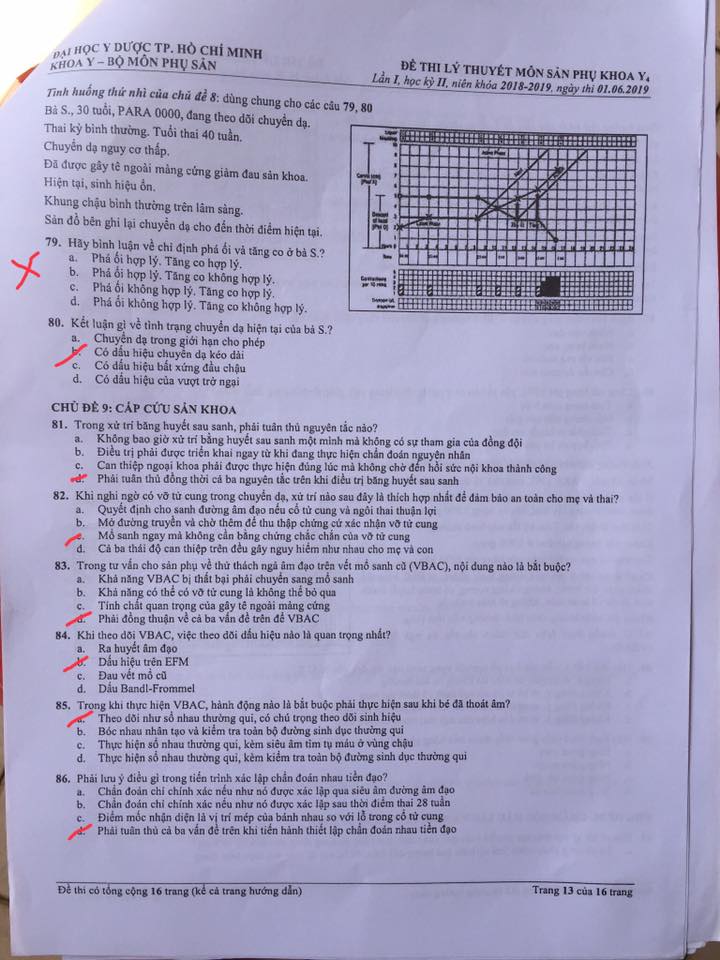 ĐẠI HỌC Y DƯỢC TP. HỒ CHÍ MINH
KHOA Y – BỘ MÔN PHỤ SẢN
ĐỀ THI LÝ THUYẾT MÔN SẢN PHỤ KHOA Y4
Lần I, học kỳ II, niên khóa 2018-2019, ngày thi 01.06.2019
Tình huống thứ nhì của chủ đề 8: dùng chung cho các câu 79, 80
Bà S., 30 tuổi, PARA 0000, đang theo dõi chuyển dạ.
Thai kỳ bình thường. Tuổi thai 40 tuần.
Chuyển dạ nguy cơ thấp.
Đã được gây tê ngoài màng cứng giảm đau sản khoa.
Hiện tại, sinh hiệu ổn.
Khung chậu bình thường trên lâm sàng.
Sản đồ bên ghi lại chuyển dạ cho đến thời điểm hiện tại.
79. Hãy bình luận về chỉ định phá ối và tăng co ở bà S.?
a. Phá ối hợp lý. Tăng co hợp lý.
b. Phá ối hợp lý. Tăng co không hợp lý.
c. Phá ối không hợp lý. Tăng co hợp lý.
d. Phá ối không hợp lý. Tăng co không hợp lý.
80. Kết luận gì về tình trạng chuyển dạ hiện tại của bà S.?
a. Chuyển dạ trong giới hạn cho phép
b. Có dấu hiệu chuyển dạ kéo dài
c. Có dấu hiệu bất xứng đầu chậu
d. Có dấu hiệu của vượt trở ngại
CHỦ ĐỀ 9: CẤP CỨU SẢN KHOA
81. Trong xử trí băng huyết sau sanh, phải tuân thủ nguyên tắc nào?
a. Không bao giờ xử trí băng huyết sau sanh một mình mà không có sự tham gia của đồng đội
b. Điều trị phải được triển khai ngay từ khi đang thực hiện chẩn đoán nguyên nhân
c. Can thiệp ngoại khoa phải được thực hiện đúng lúc mà không chờ đến hồi sức nội khoa thành công
d. Phải tuân thủ đồng thời cả ba nguyên tắc trên khi điều trị băng huyết sau sanh
82. Khi nghi ngờ có vỡ tử cung trong chuyển dạ, xử trí nào sau đây là thích hợp nhất để đảm bảo an toàn cho mẹ và thai?
a. Quyết định cho sanh đường âm đạo nếu cổ tử cung và ngôi thai thuận lợi
b. Mở đường truyền và chờ thêm để thu thập chứng cứ xác nhận vỡ tử cung
c. Mổ sanh ngay mà không cần bằng chứng chắc chắn của vỡ tử cung
d. Cả ba thái độ can thiệp trên đều gây nguy hiểm như nhau cho mẹ và con
83. Trong tư vấn cho sản phụ về thử thách ngả âm đạo trên vết mổ sanh cũ (VBAC), nội dung nào là bắt buộc?
a. Khả năng VBAC bị thất bại phải chuyển sang mổ sanh
b. Khả năng có thể có vỡ tử cung là không thể bỏ qua
c. Tính chất quan trọng của gây tê ngoài màng cứng
d. Phải đồng thuận về cả ba vấn đề trên để VBAC
84. Khi theo dõi VBAC, việc theo dõi dấu hiệu nào là quan trọng nhất?
a. Ra huyết âm đạo
b. Dấu hiệu trên EFM
c. Đau vết mổ cũ
d. Dấu Bandl-Frommel
85. Trong khi thực hiện VBAC, hành động nào là bắt buộc phải thực hiện sau khi bé đã thoát âm?
a. Theo dõi như sổ nhau thường qui, có chú trọng theo dõi sinh hiệu
b. Bóc nhau nhân tạo và kiểm tra toàn bộ đường sinh dục thường qui
c. Thực hiện sổ nhau thường qui, kèm siêu âm tìm tụ máu ở vùng chậu
d. Thực hiện sổ nhau thường qui, kèm kiểm tra toàn bộ đường sinh dục thường qui
86. Phải lưu ý điều gì trong tiến trình xác lập chẩn đoán nhau tiền đạo?
a. Chẩn đoán chỉ chính xác nếu như nó được xác lập qua siêu âm đường âm đạo
b. Chẩn đoán chỉ chính xác nếu như nó được xác lập sau thời điểm thai 28 tuần
c. Điểm mốc nhận diện là vị trí mép của bánh nhau so với lỗ trong cổ tử cung
d. Phải tuân thủ cả ba vấn đề trên khi tiến hành thiết lập chẩn đoán nhau tiền đạo
Đề thi có tổng cộng 16 trang (kể cả trang hướng dẫn)
Trang 13 của 16 trang